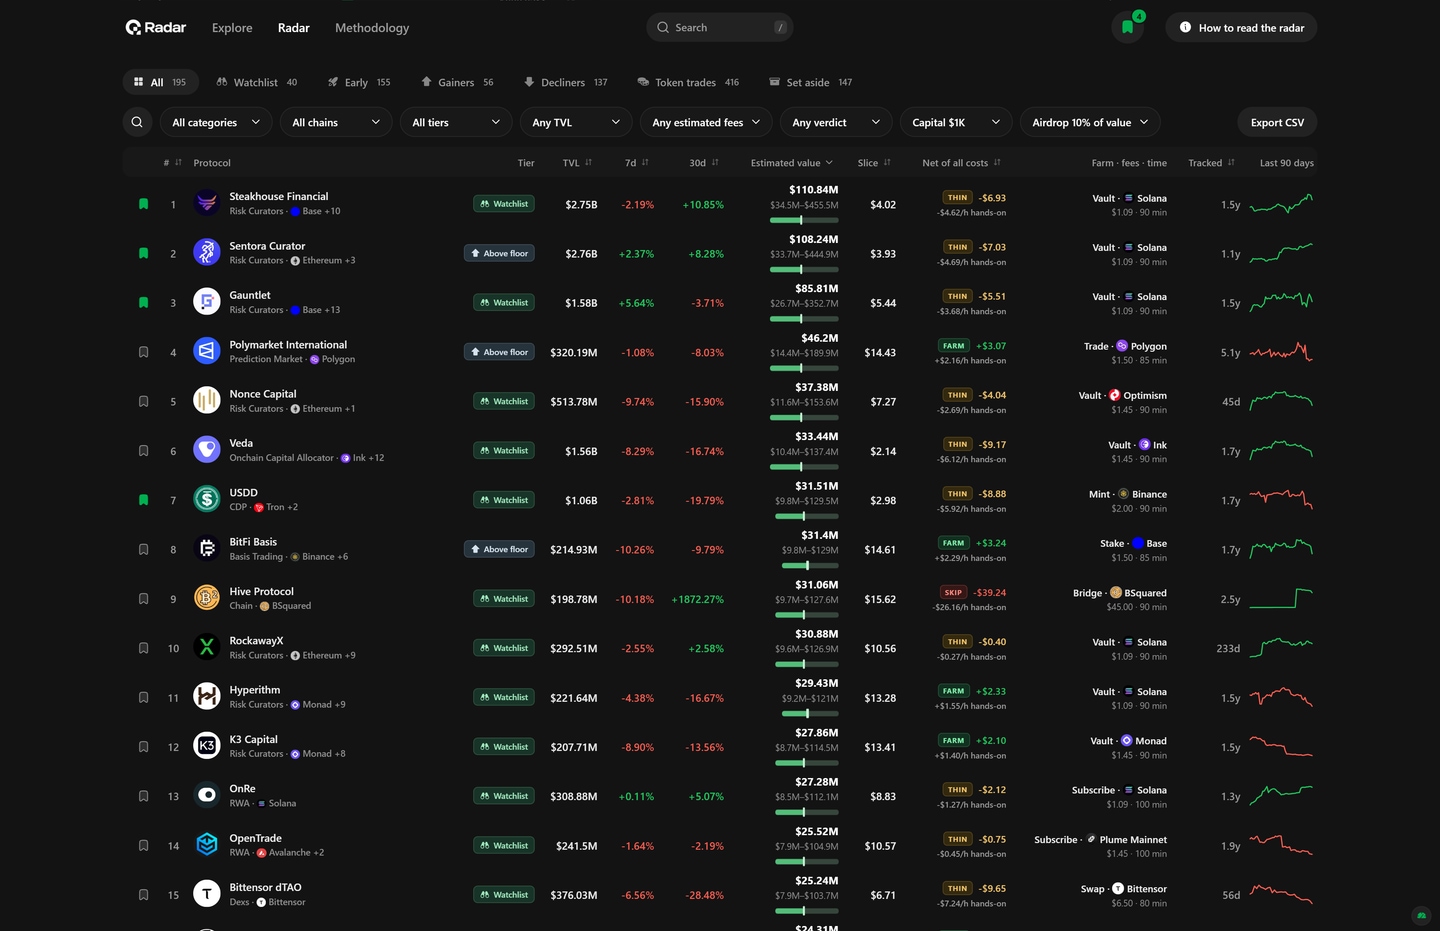 Radar
Explore
Radar
Methodology
Search /
4
How to read the radar
All 195
Watchlist 40
Early 155
Gainers 56
Decliners 137
Token trades 416
Set aside 147
All categories
All chains
All tiers
Any TVL
Any estimated fees
Any verdict
Capital $1K
Airdrop 10% of value
Export CSV
# Protocol Tier TVL 7d 30d Estimated value Slice Net of all costs Farm · fees · time Tracked Last 90 days
1 Steakhouse Financial Watchlist $2.75B -2.19% +10.85% $110.84M $4.02 THIN -$6.93 Vault · Solana 1.5y
Risk Curators · Base +10 $34.5M–$455.5M -$4.62/h hands-on $1.09 · 90 min
2 Sentora Curator Above floor $2.76B +2.37% +8.28% $108.24M $3.93 THIN -$7.03 Vault · Solana 1.1y
Risk Curators · Ethereum +3 $33.7M–$444.9M -$4.69/h hands-on $1.09 · 90 min
3 Gauntlet Watchlist $1.58B +5.64% -3.71% $85.81M $5.44 THIN -$5.51 Vault · Solana 1.5y
Risk Curators · Base +13 $26.7M–$352.7M -$3.68/h hands-on $1.09 · 90 min
4 Polymarket International Above floor $320.19M -1.08% -8.03% $46.2M $14.43 FARM +$3.07 Trade · Polygon 5.1y
Prediction Market · Polygon $14.4M–$189.9M +$2.16/h hands-on $1.50 · 85 min
5 Nonce Capital Watchlist $513.78M -9.74% -15.90% $37.38M $7.27 THIN -$4.04 Vault · Optimism 45d
Risk Curators · Ethereum +1 $11.6M–$153.6M -$2.69/h hands-on $1.45 · 90 min
6 Veda Watchlist $1.56B -8.29% -16.74% $33.44M $2.14 THIN -$9.17 Vault · Ink 1.7y
Onchain Capital Allocator · Ink +12 $10.4M–$137.4M -$6.12/h hands-on $1.45 · 90 min
7 USDD Watchlist $1.06B -2.81% -19.79% $31.51M $2.98 THIN -$8.88 Mint · Binance 1.7y
CDP · Tron +2 $9.8M–$129.5M -$5.92/h hands-on $2.00 · 90 min
8 BitFi Basis Above floor $214.93M -10.26% -9.79% $31.4M $14.61 FARM +$3.24 Stake · Base 1.7y
Basis Trading · Binance +6 $9.8M–$129M +$2.29/h hands-on $1.50 · 85 min
9 Hive Protocol Watchlist $198.78M -10.18% +1872.27% $31.06M $15.62 SKIP -$39.24 Bridge · BSquared 2.5y
Chain · BSquared $9.7M–$127.6M -$26.16/h hands-on $45.00 · 90 min
10 RockawayX Watchlist $292.51M -2.55% +2.58% $30.88M $10.56 THIN -$0.40 Vault · Solana 233d
Risk Curators · Ethereum +9 $9.6M–$126.9M -$0.27/h hands-on $1.09 · 90 min
11 Hyperithm Watchlist $221.64M -4.38% -16.67% $29.43M $13.28 FARM +$2.33 Vault · Solana 1.5y
Risk Curators · Monad +9 $9.2M–$121M +$1.55/h hands-on $1.09 · 90 min
12 K3 K3 Capital Watchlist $207.71M -8.90% -13.56% $27.86M $13.41 FARM +$2.10 Vault · Monad 1.5y
Risk Curators · Monad +8 $8.7M–$114.5M +$1.40/h hands-on $1.45 · 90 min
13 OnRe Watchlist $308.88M +0.11% +5.07% $27.28M $8.83 THIN -$2.12 Subscribe · Solana 1.3y
RWA · Solana $8.5M–$112.1M -$1.27/h hands-on $1.09 · 100 min
14 OpenTrade Watchlist $241.5M -1.64% -2.19% $25.52M $10.57 THIN -$0.75 Subscribe · Plume Mainnet 1.9y
RWA · Avalanche +2 $7.9M–$104.9M -$0.45/h hands-on $1.45 · 100 min
15 Bittensor dTAO Watchlist $376.03M -6.56% -28.48% $25.24M $6.71 THIN -$9.65 Swap · Bittensor 56d
Dexs · Bittensor $7.9M–$103.7M -$7.24/h hands-on $6.50 · 80 min
$24.31M